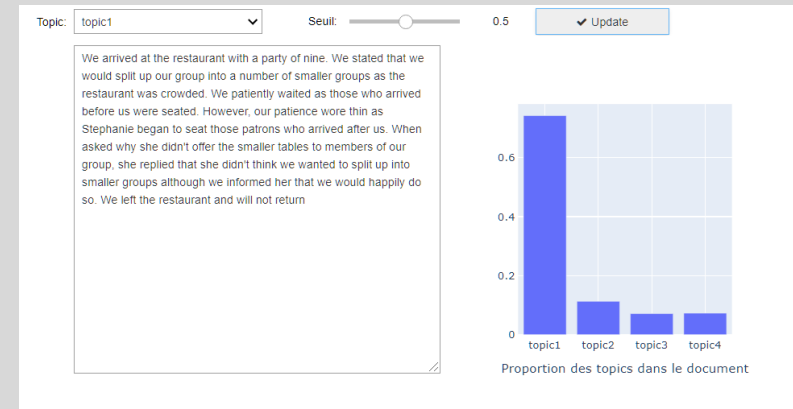 Topic: topic1 Seuil: 0.5 Update
We arrived at the restaurant with a party of nine. We stated that we
would split up our group into a number of smaller groups as the
restaurant was crowded. We patiently waited as those who arrived
before us were seated. However, our patience wore thin as
Stephanie began to seat those patrons who arrived after us. When
asked why she didn't offer the smaller tables to members of our
group, she replied that she didn't think we wanted to split up into
smaller groups although we informed her that we would happily do
so. We left the restaurant and will not return
0.6
0.4
0.2
0
topic1 topic2 topic3 topic4
Proportion des topics dans le document